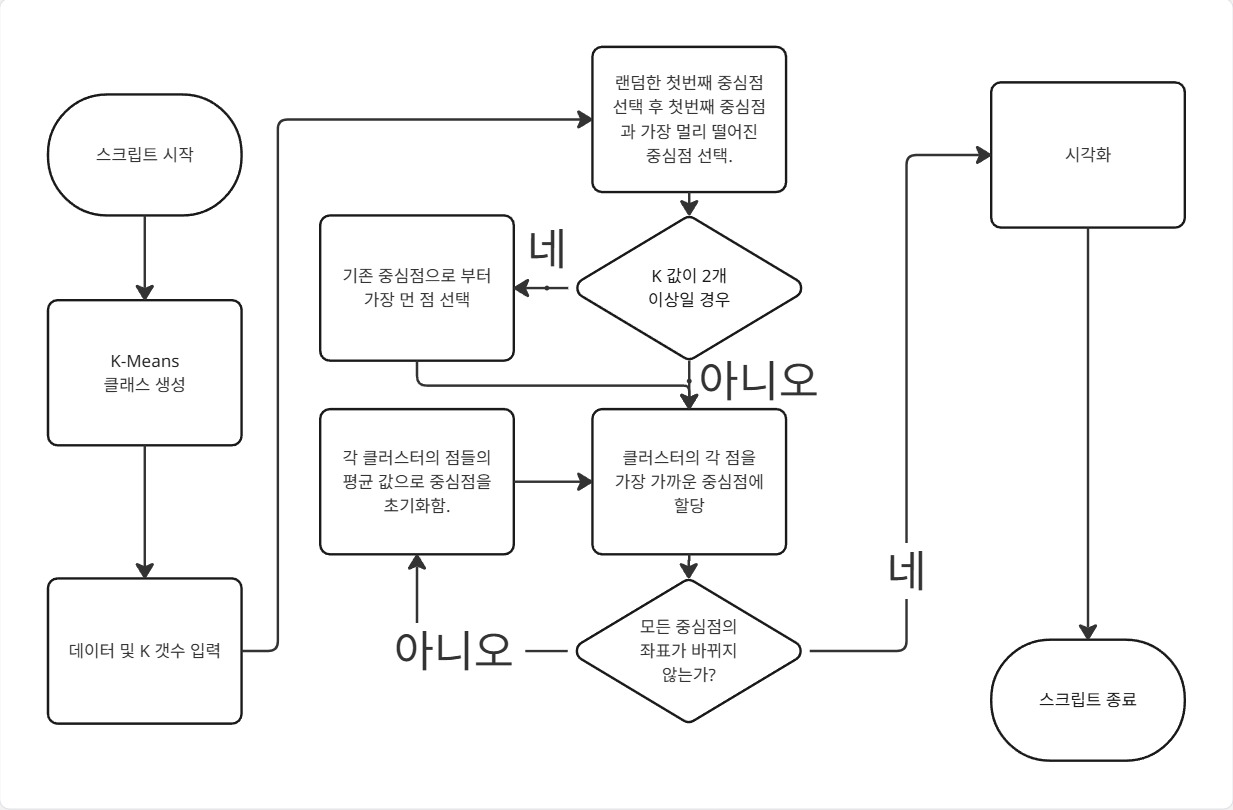 스크립트 시작
K-Means
클래스 생성
데이터 및 K 갯수 입력
랜덤한 첫번째 중심점
선택 후 첫번째 중심점
과 가장 멀리 떨어진
중심점 선택.
K 값이 2개
이상일 경우
네
기존 중심점으로 부터
가장 먼 점 선택
아니오
클러스터의 각 점을
가장 가까운 중심점에
할당
각 클러스터의 점들의
평균 값으로 중심점을
초기화함.
모든 중심점의
좌표가 바뀌지
않는가?
아니오
네
시각화
스크립트 종료